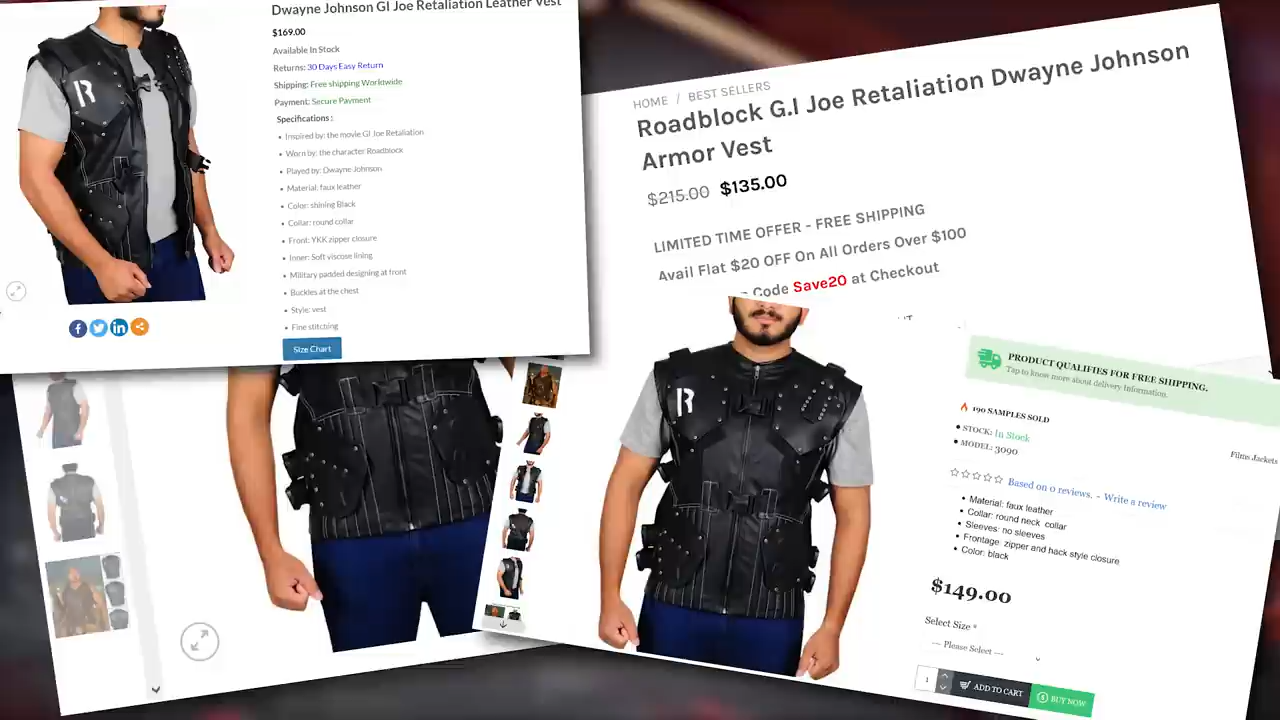 Dwayne Johnson GI Joe Retaliation Leather Vest
$169.00
Available In Stock
Returns: 30 Days Easy Return
Shipping: Free shipping Worldwide
Payment: Secure Payment
Specifications :
• Inspired by: the movie GI Joe Retaliation
• Worn by: the character Roadblock
• Played by: Dwayne Johnson
• Material: faux leather
• Color: shining Black
• Collar: round collar
• Front: YKK zipper closure
• Inner: Soft viscose lining
• Military padded designing at front
• Buckles at the chest
• Style: vest
• Fine stitching
Size Chart
R
HOME / BEST SELLERS
Roadblock G.I Joe Retaliation Dwayne Johnson
Armor Vest
$215.00 $135.00
LIMITED TIME OFFER - FREE SHIPPING
Avail Flat $20 OFF On All Orders Over $100
Code Save20 at Checkout
R
PRODUCT QUALIFIES FOR FREE SHIPPING.
Tap to know more about delivery Information.
190 SAMPLES SOLD
• STOCK: In Stock
• MODEL: 3090
Films Jackets
Based on 0 reviews. - Write a review
• Material: faux leather
• Collar: round neck collar
• Sleeves: no sleeves
• Frontage: zipper and hack style closure
• Color: black
$149.00
Select Size *
--- Please Select ---
1
ADD TO CART
BUY NOW